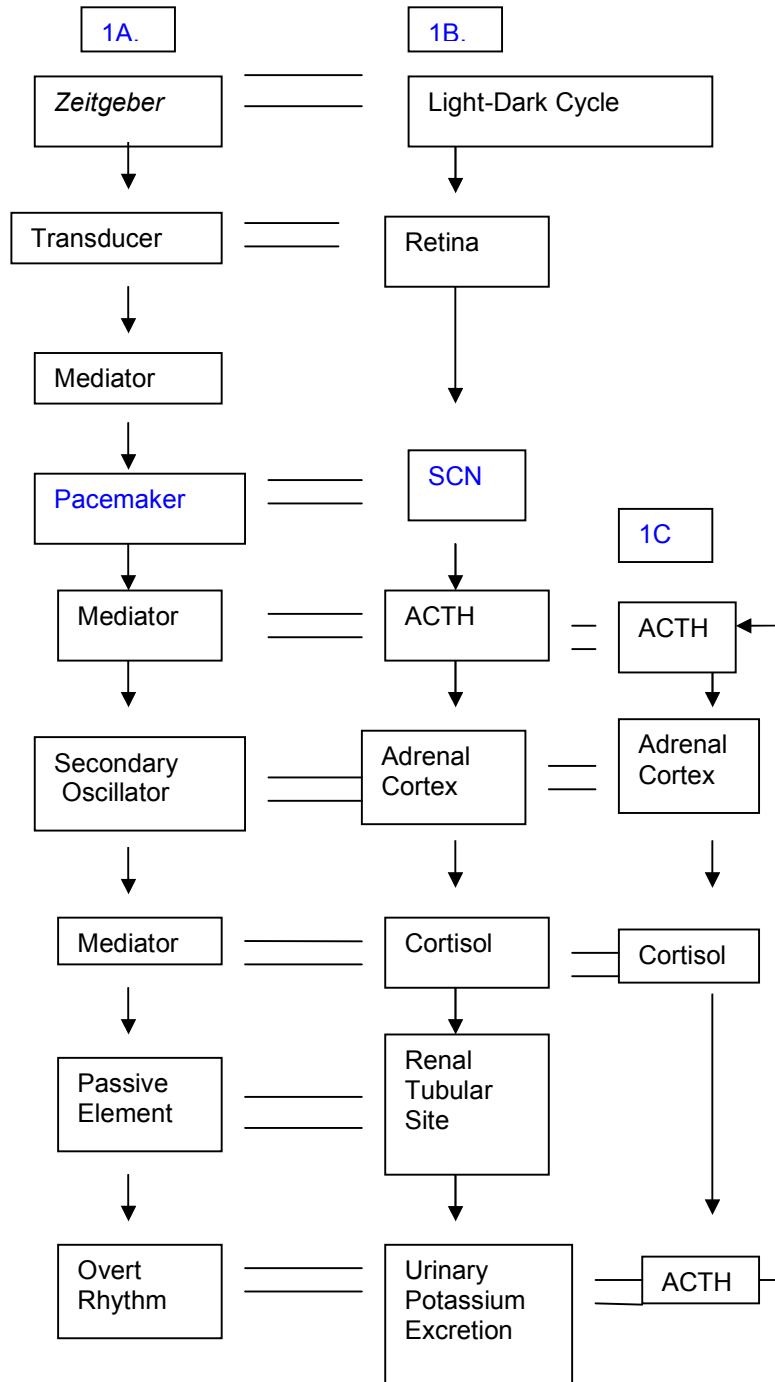 1A.
1B.
Zeitgeber
Light-Dark Cycle
Transducer
Retina
Mediator
Pacemaker
SCN
1C
Mediator
ACTH
ACTH
Secondary
Oscillator
Adrenal
Cortex
Adrenal
Cortex
Mediator
Cortisol
Cortisol
Passive
Element
Renal
Tubular
Site
Overt
Rhythm
Urinary
Potassium
Excretion
ACTH